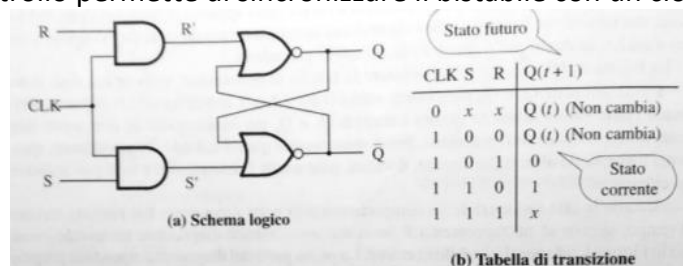 R
R'
Q
CLK
S
S'
Q̅
(a) Schema logico
Stato futuro
CLK S R Q(t + 1)
0 x x Q (t) (Non cambia)
1 0 0 Q (t) (Non cambia)
1 0 1 0
1 1 0 1
1 1 1 x
Stato
corrente
(b) Tabella di transizione